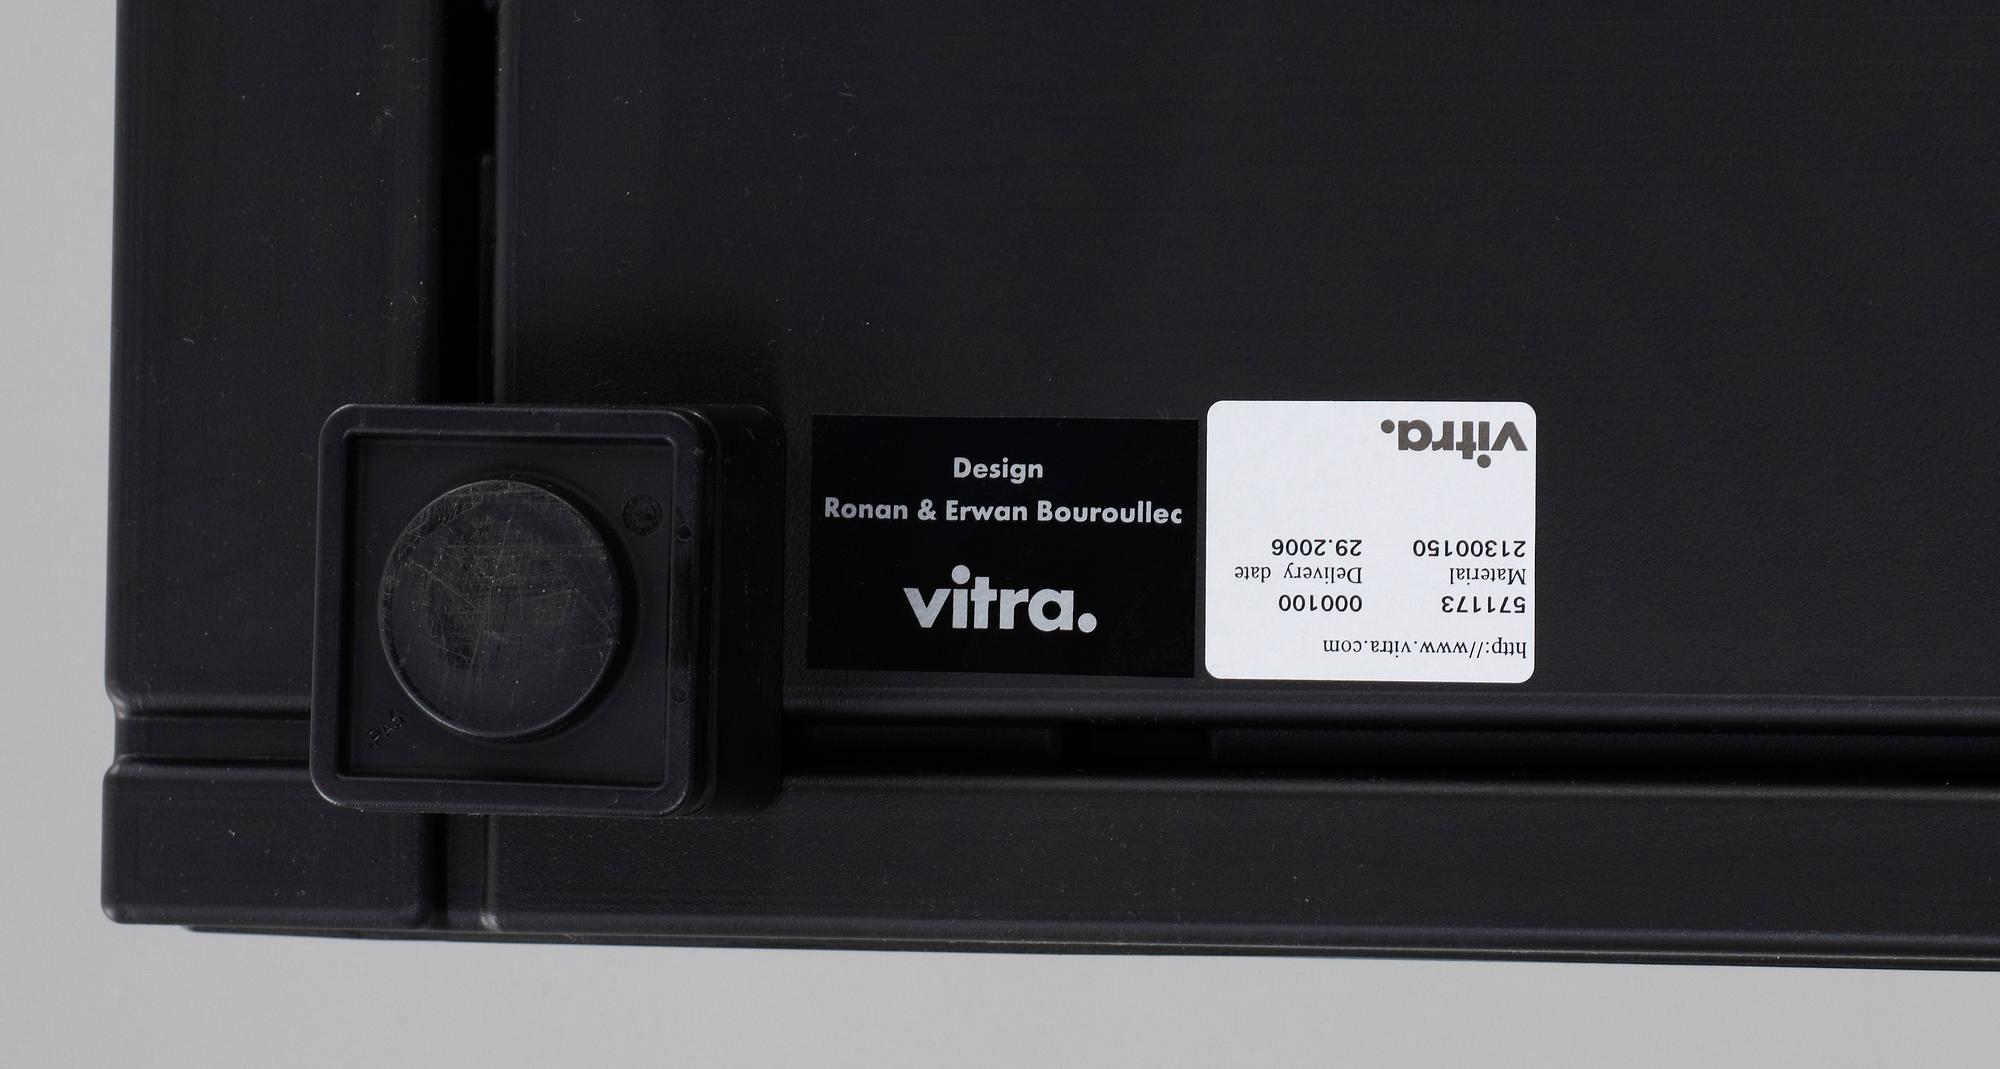 Design
Ronan & Erwan Bouroullec
vitra.
http://www.vitra.com
571173 000100
Material Delivery date
21300150 29.2006
vitra.
PA6